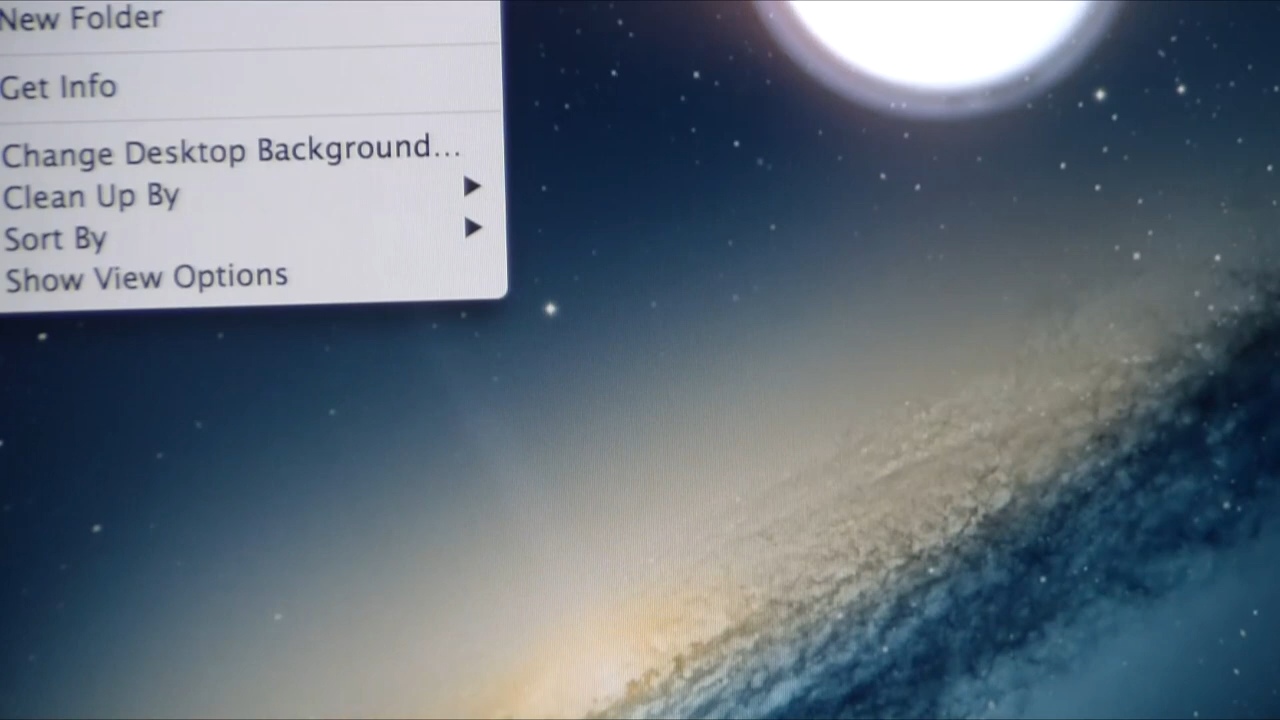 New Folder
Get Info
Change Desktop Background...
Clean Up By
Sort By
Show View Options